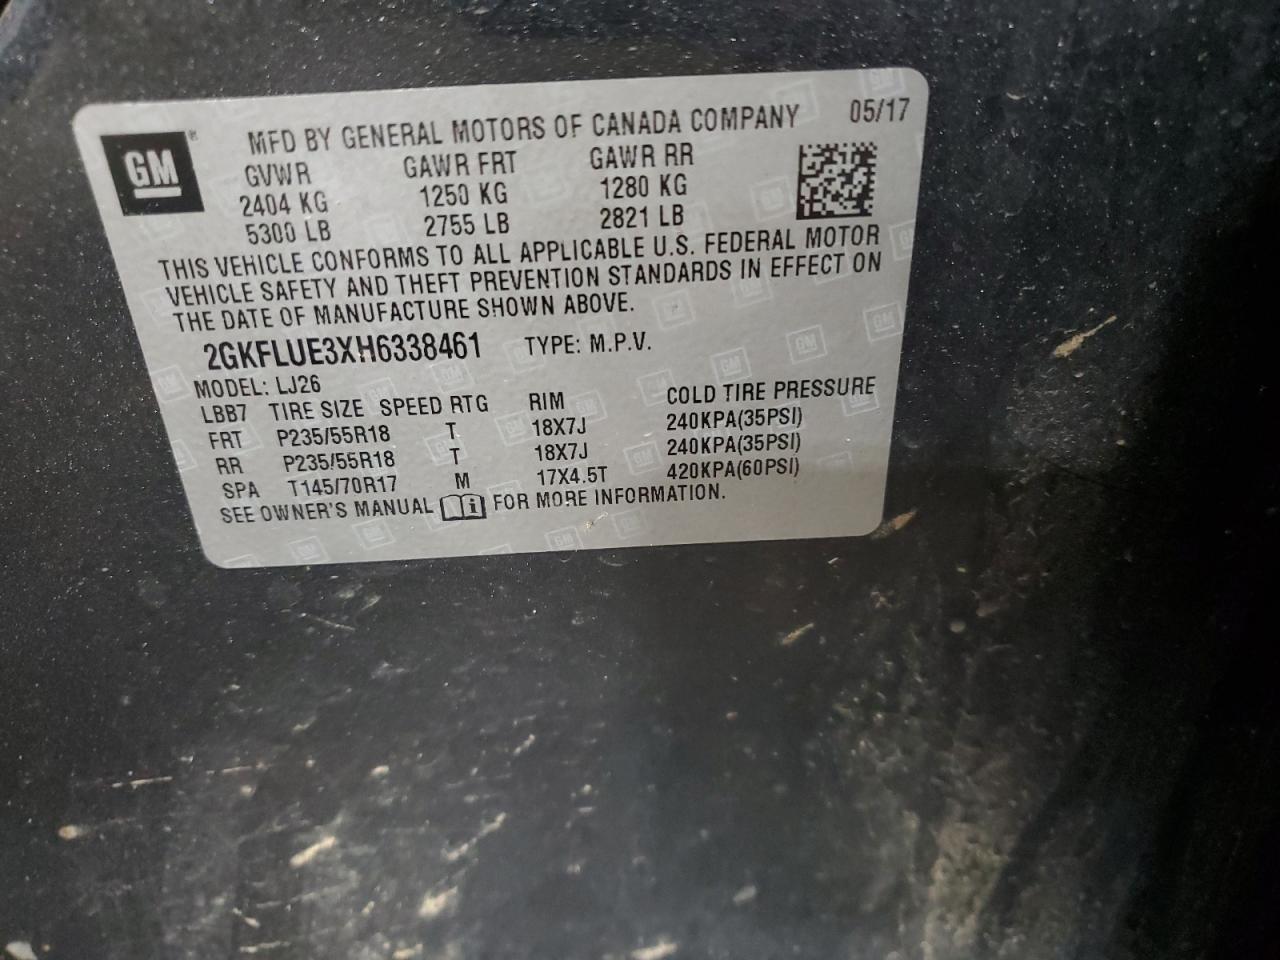 GM ®
MFD BY GENERAL MOTORS OF CANADA COMPANY 05/17
GVWR GAWR FRT GAWR RR
2404 KG 1250 KG 1280 KG
5300 LB 2755 LB 2821 LB
THIS VEHICLE CONFORMS TO ALL APPLICABLE U.S. FEDERAL MOTOR
VEHICLE SAFETY AND THEFT PREVENTION STANDARDS IN EFFECT ON
THE DATE OF MANUFACTURE SHOWN ABOVE.
2GKFLUE3XH6338461 TYPE: M.P.V.
MODEL: LJ26
LBB7 TIRE SIZE SPEED RTG RIM COLD TIRE PRESSURE
FRT P235/55R18 T 18X7J 240KPA(35PSI)
RR P235/55R18 T 18X7J 240KPA(35PSI)
SPA T145/70R17 M 17X4.5T 420KPA(60PSI)
SEE OWNER'S MANUAL i FOR MORE INFORMATION.